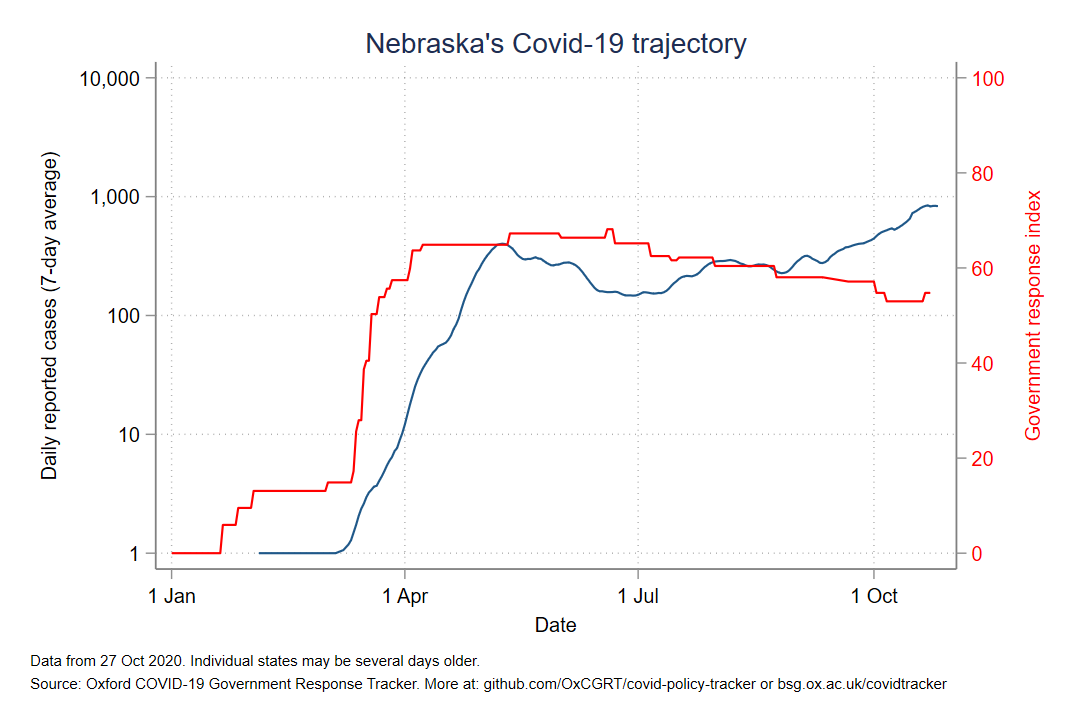 Nebraska's Covid-19 trajectory
Daily reported cases (7-day average)
10,000
1,000
100
10
1
100
80
60
40
20
0
Government response index
1 Jan
1 Apr
1 Jul
1 Oct
Date
Data from 27 Oct 2020. Individual states may be several days older.
Source: Oxford COVID-19 Government Response Tracker. More at: github.com/OxCGRT/covid-policy-tracker or bsg.ox.ac.uk/covidtracker